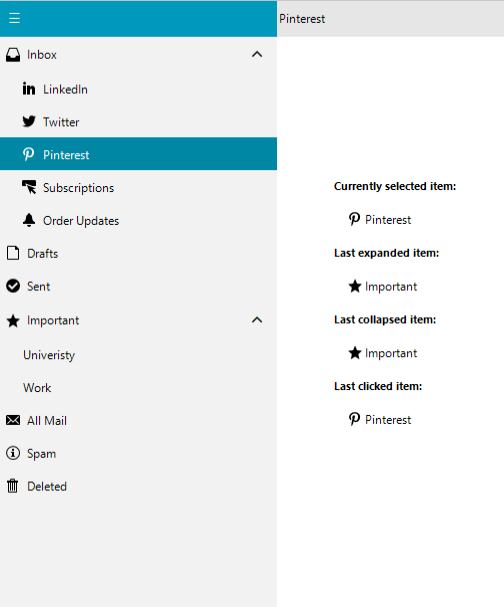 Pinterest
Inbox
LinkedIn
Twitter
Pinterest
Subscriptions
Order Updates
Drafts
Sent
Important
Univeristy
Work
All Mail
Spam
Deleted
Currently selected item:
Pinterest
Last expanded item:
Important
Last collapsed item:
Important
Last clicked item:
Pinterest